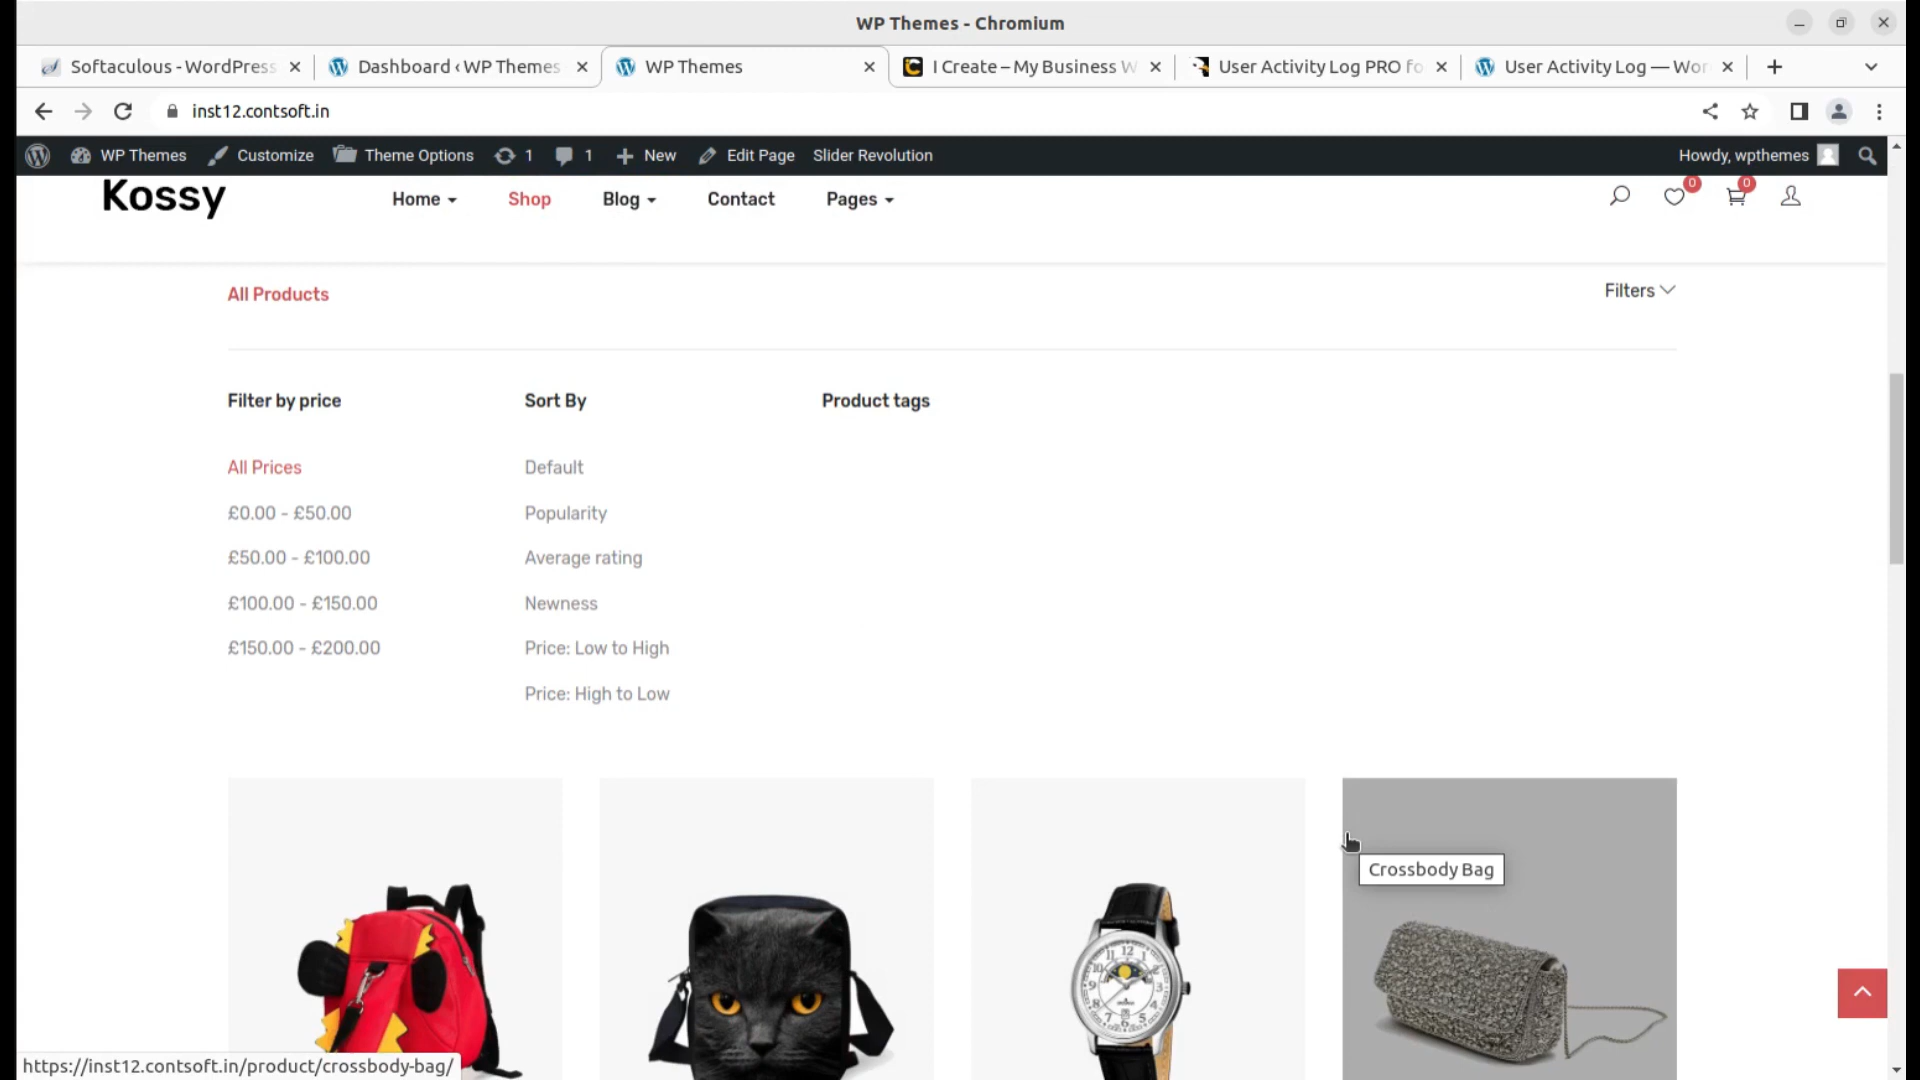 WP Themes - Chromium
Softaculous - WordPress
Dashboard ‹ WP Themes
WP Themes
I Create – My Business W
User Activity Log PRO fo
User Activity Log — Wor
inst12.contsoft.in
WP Themes
Customize
Theme Options
1
1
New
Edit Page
Slider Revolution
Howdy, wpthemes
Kossy
Home
Shop
Blog
Contact
Pages
0
0
All Products
Filters
Filter by price
Sort By
Product tags
All Prices
Default
£0.00 - £50.00
Popularity
£50.00 - £100.00
Average rating
£100.00 - £150.00
Newness
£150.00 - £200.00
Price: Low to High
Price: High to Low
Crossbody Bag
https://inst12.contsoft.in/product/crossbody-bag/